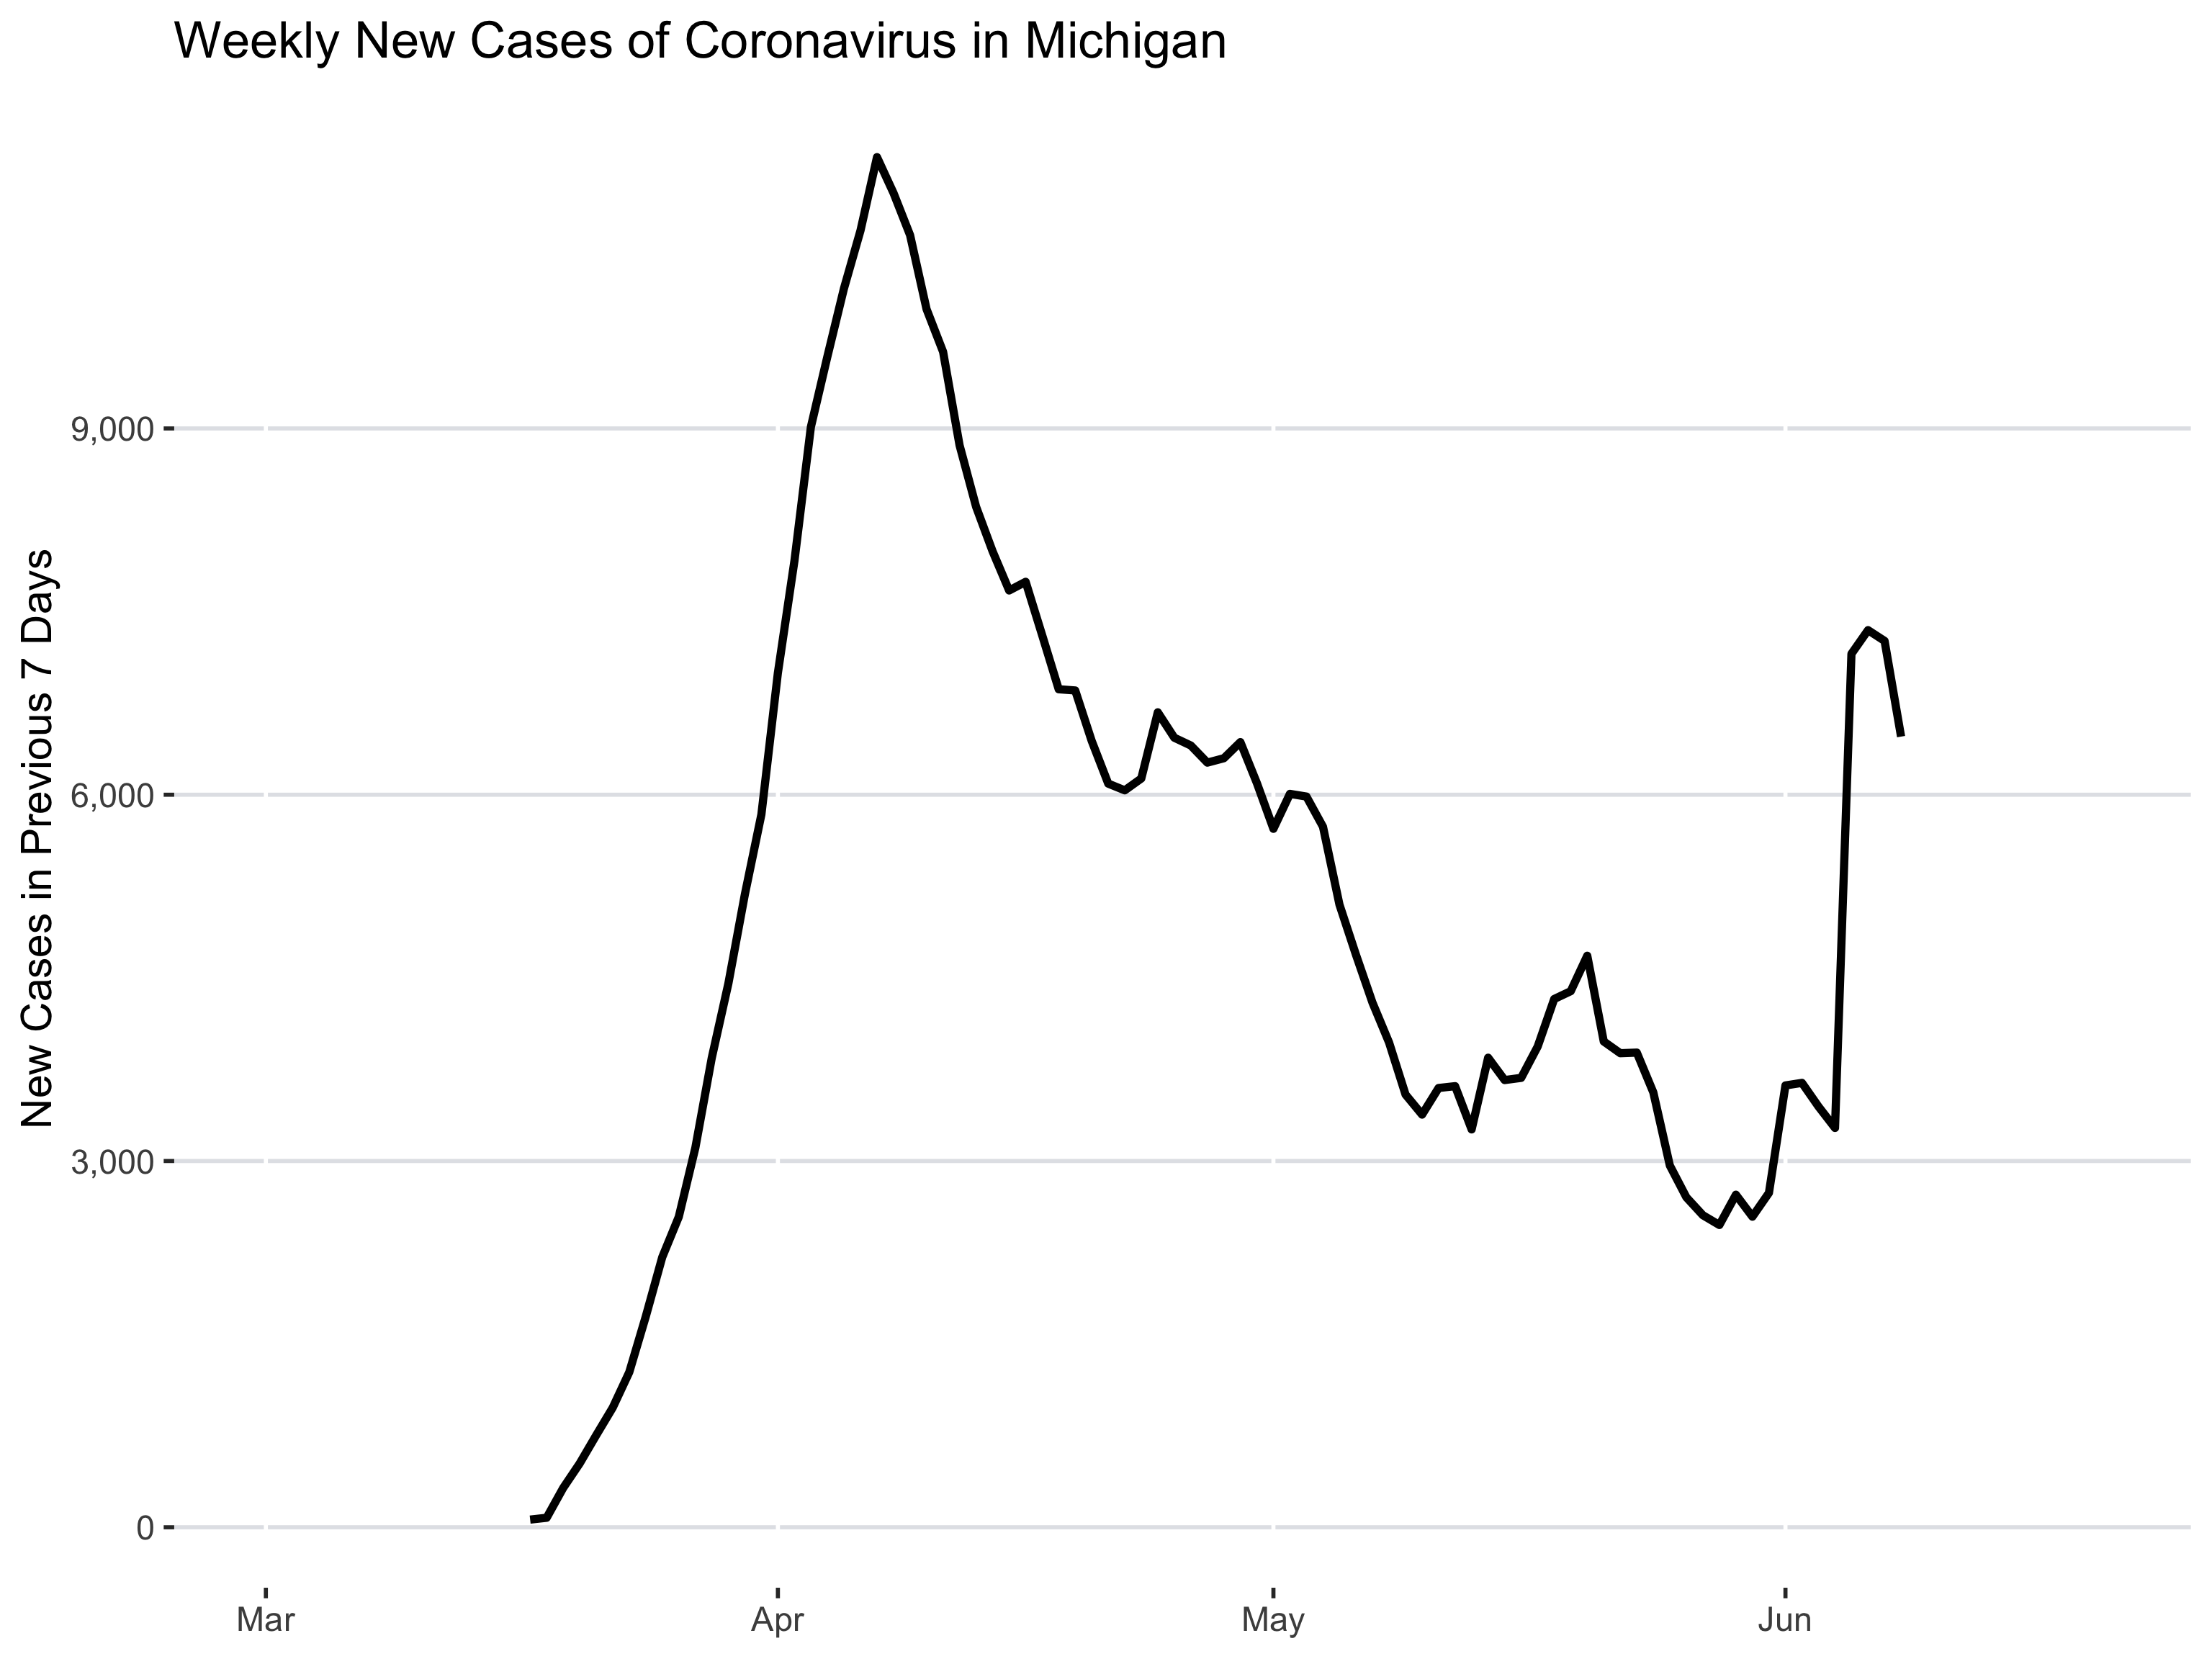 Weekly New Cases of Coronavirus in Michigan
New Cases in Previous 7 Days
9,000
6,000
3,000
0
Mar
Apr
May
Jun